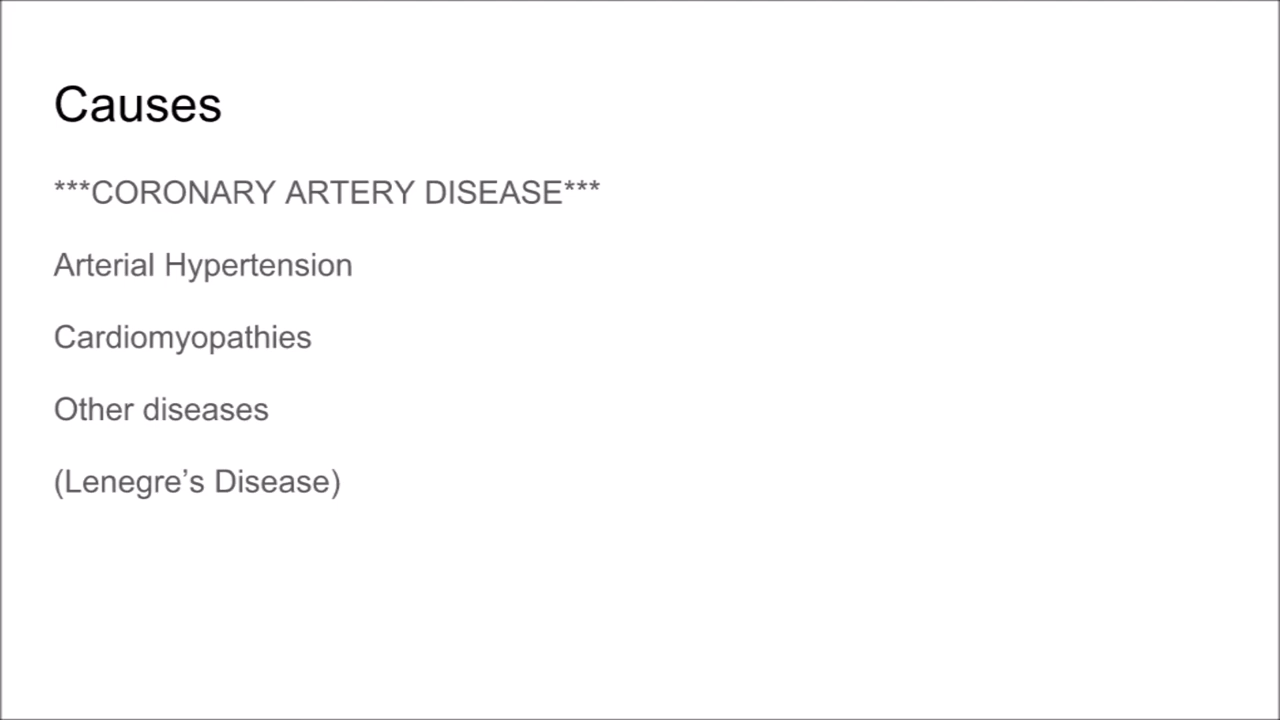 Causes
***CORONARY ARTERY DISEASE***
Arterial Hypertension
Cardiomyopathies
Other diseases
(Lenegre’s Disease)